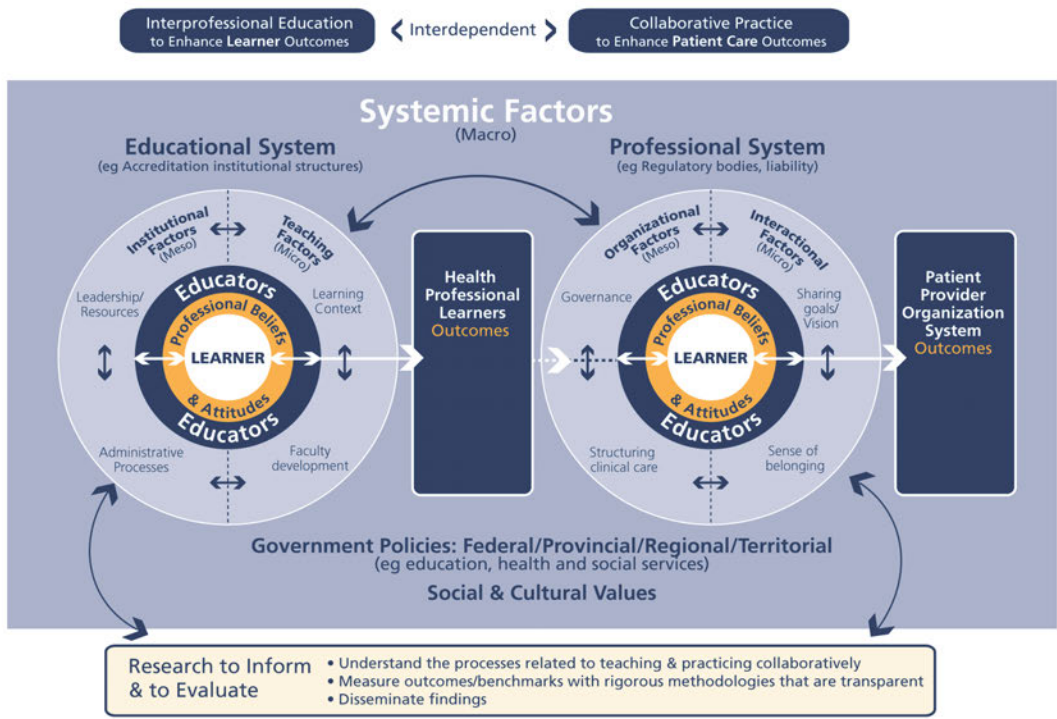 Interprofessional Education
to Enhance Learner Outcomes
Interdependent
Collaborative Practice
to Enhance Patient Care Outcomes
Systemic Factors
(Macro)
Educational System
(eg Accreditation institutional structures)
Professional System
(eg Regulatory bodies, liability)
Institutional
Factors
(Meso)
Teaching
Factors
(Micro)
Leadership/
Resources
Learning
Context
Educators
Professional Beliefs
LEARNER
& Attitudes
Educators
Administrative
Processes
Faculty
development
Health
Professional
Learners
Outcomes
Organizational
Factors
(Meso)
Interactional
Factors
(Micro)
Governance
Sharing
goals/
Vision
Educators
Professional Beliefs
LEARNER
& Attitudes
Educators
Structuring
clinical care
Sense of
belonging
Patient
Provider
Organization
System
Outcomes
Government Policies: Federal/Provincial/Regional/Territorial
(eg education, health and social services)
Social & Cultural Values
Research to Inform
& to Evaluate
• Understand the processes related to teaching & practicing collaboratively
• Measure outcomes/benchmarks with rigorous methodologies that are transparent
• Disseminate findings